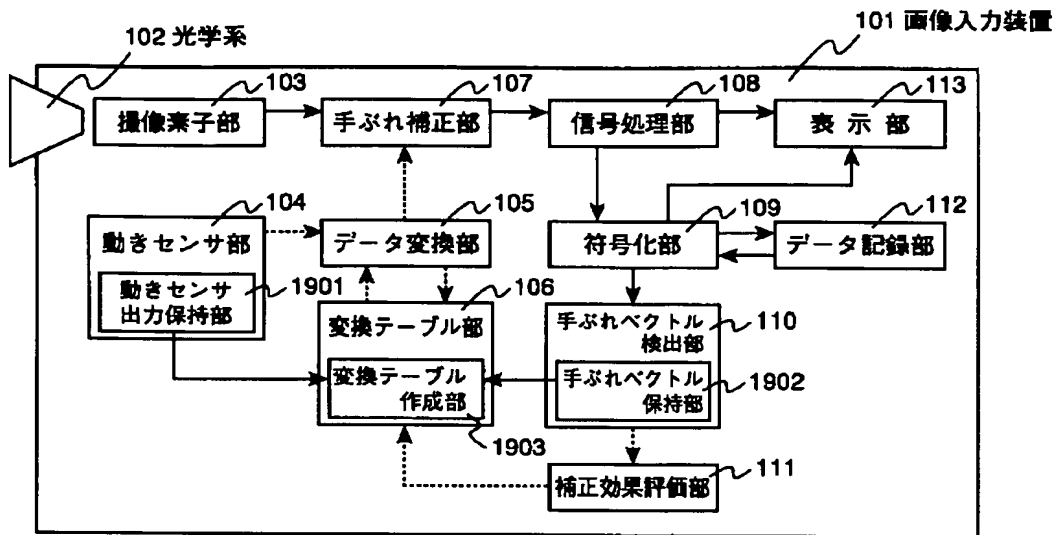 101 画像入力装置
102 光学系
103
撮像素子部
107
手ぶれ補正部
108
信号処理部
113
表示部
104
動きセンサ部
1901
動きセンサ
出力保持部
105
データ変換部
109
符号化部
112
データ記録部
106
変換テーブル部
変換テーブル
作成部
1903
110
手ぶれベクトル
検出部
手ぶれベクトル
保持部
1902
111
補正効果評価部